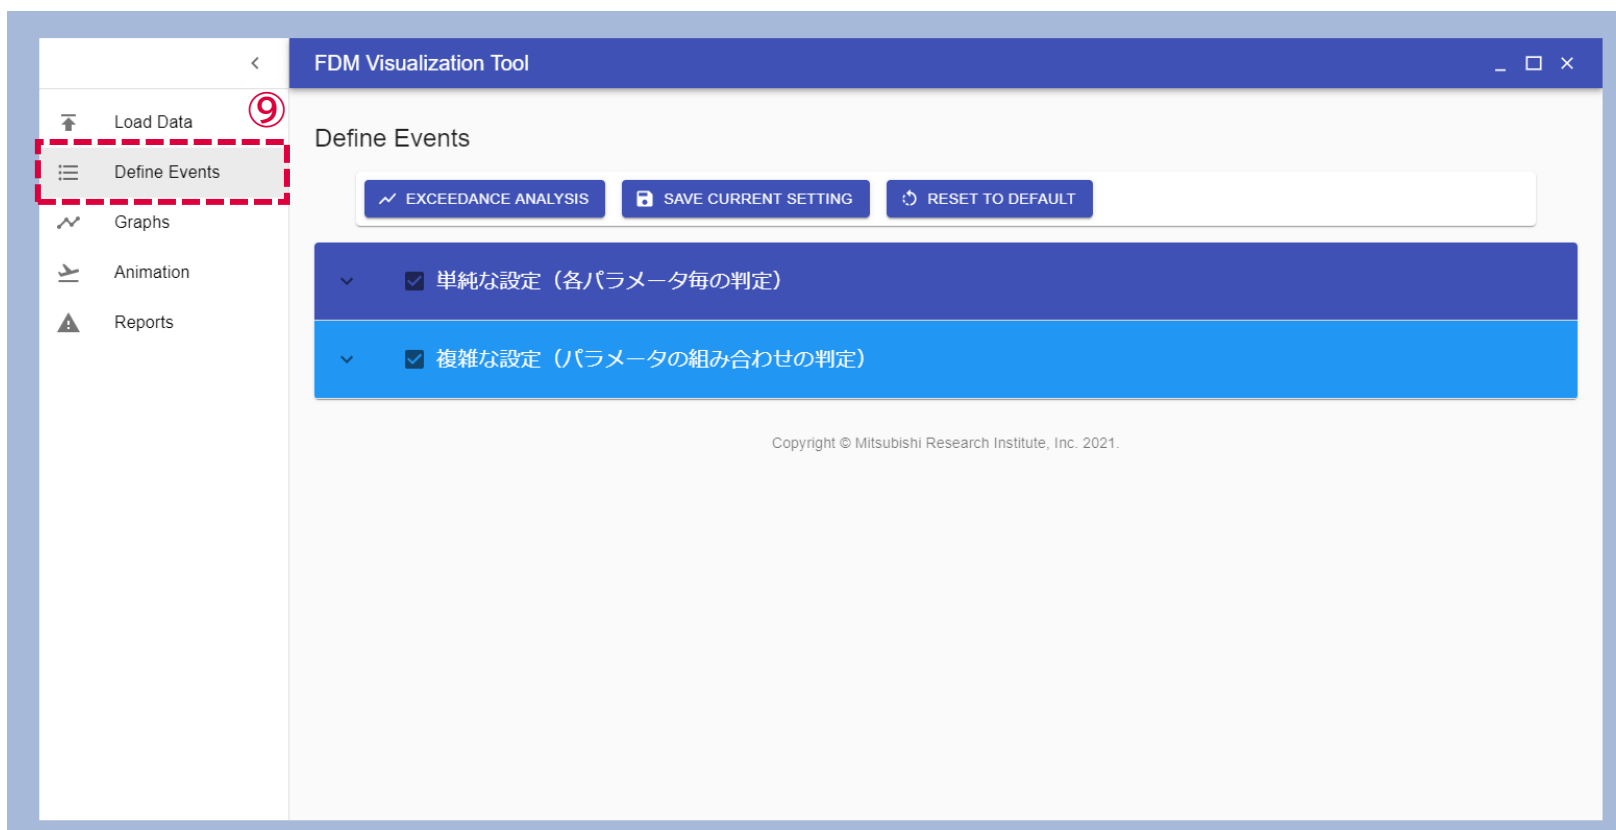 FDM Visualization Tool
⑨
Load Data
Define Events
Graphs
Animation
Reports
Define Events
EXCEEDANCE ANALYSIS
SAVE CURRENT SETTING
RESET TO DEFAULT
単純な設定（各パラメータ毎の判定）
複雑な設定（パラメータの組み合わせの判定）
Copyright © Mitsubishi Research Institute, Inc. 2021.